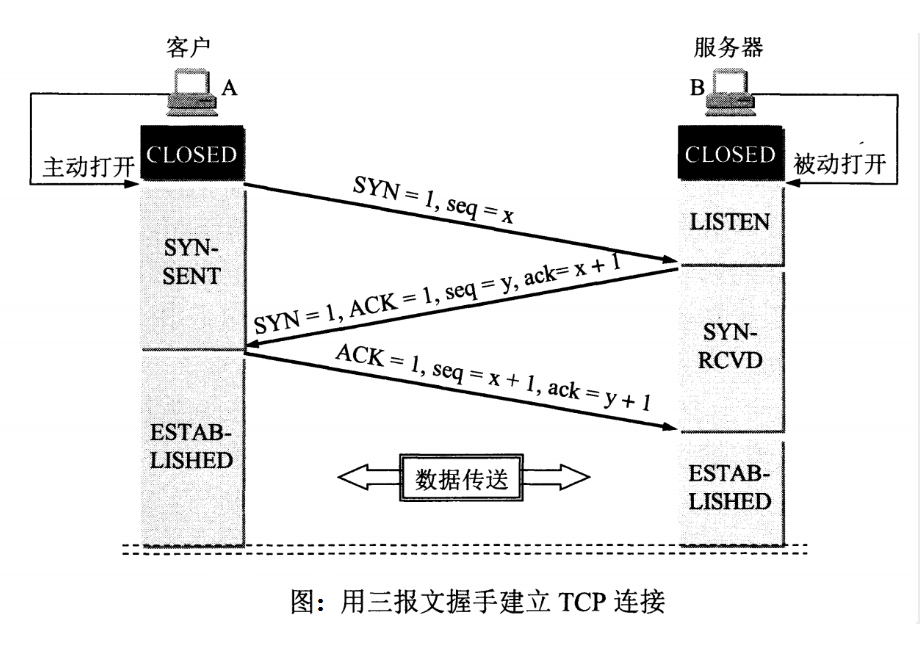 客户
服务器
A
B
CLOSED
CLOSED
主动打开
被动打开
SYN = 1, seq = x
LISTEN
SYN-
SENT
SYN = 1, ACK = 1, seq = y, ack= x + 1
SYN-
RCVD
ACK = 1, seq = x + 1, ack = y + 1
ESTAB-
LISHED
数据传送
ESTAB-
LISHED
图：用三报文握手建立 TCP 连接